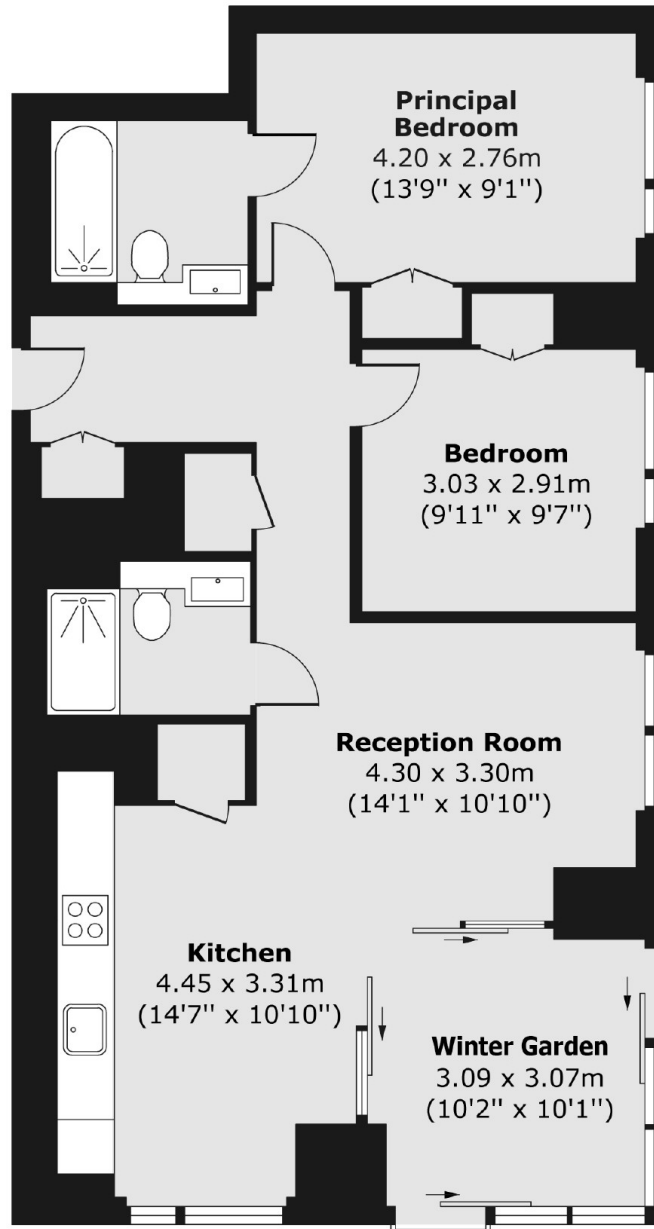 Principal
Bedroom
4.20 x 2.76m
(13'9" x 9'1")
Bedroom
3.03 x 2.91m
(9'11" x 9'7")
Reception Room
4.30 x 3.30m
(14'1" x 10'10")
Kitchen
4.45 x 3.31m
(14'7" x 10'10")
Winter Garden
3.09 x 3.07m
(10'2" x 10'1")